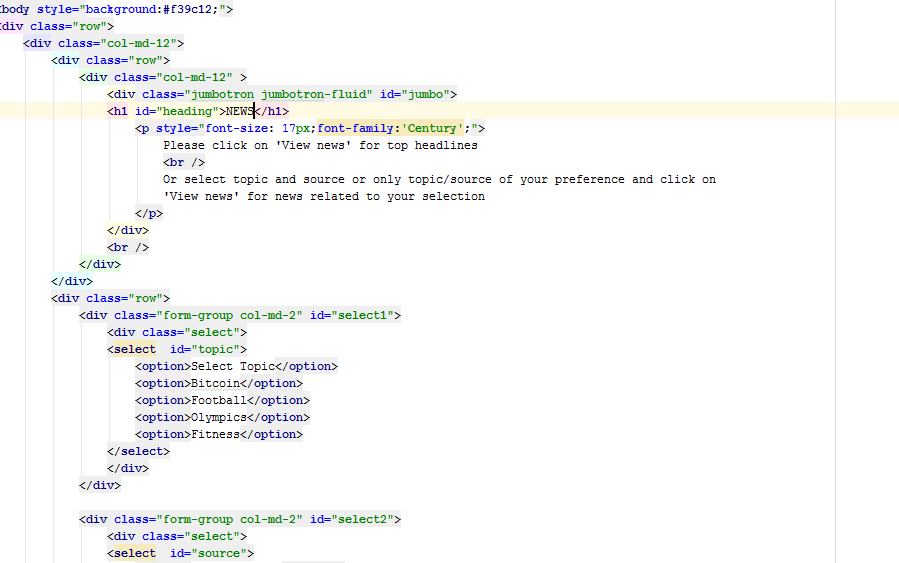 body style="background:#f39c12;">
div class="row">
<div class="col-md-12">
<div class="row">
<div class="col-md-12" >
<div class="jumbotron jumbotron-fluid" id="jumbo">
<h1 id="heading">NEWS</h1>
<p style="font-size: 17px;font-family:'Century';">
Please click on 'View news' for top headlines
<br />
Or select topic and source or only topic/source of your preference and click on
'View news' for news related to your selection
</p>
</div>
<br />
</div>
</div>
<div class="row">
<div class="form-group col-md-2" id="select1">
<div class="select">
<select  id="topic">
<option>Select Topic</option>
<option>Bitcoin</option>
<option>Football</option>
<option>Olympics</option>
<option>Fitness</option>
</select>
</div>
</div>
<div class="form-group col-md-2" id="select2">
<div class="select">
<select  id="source">